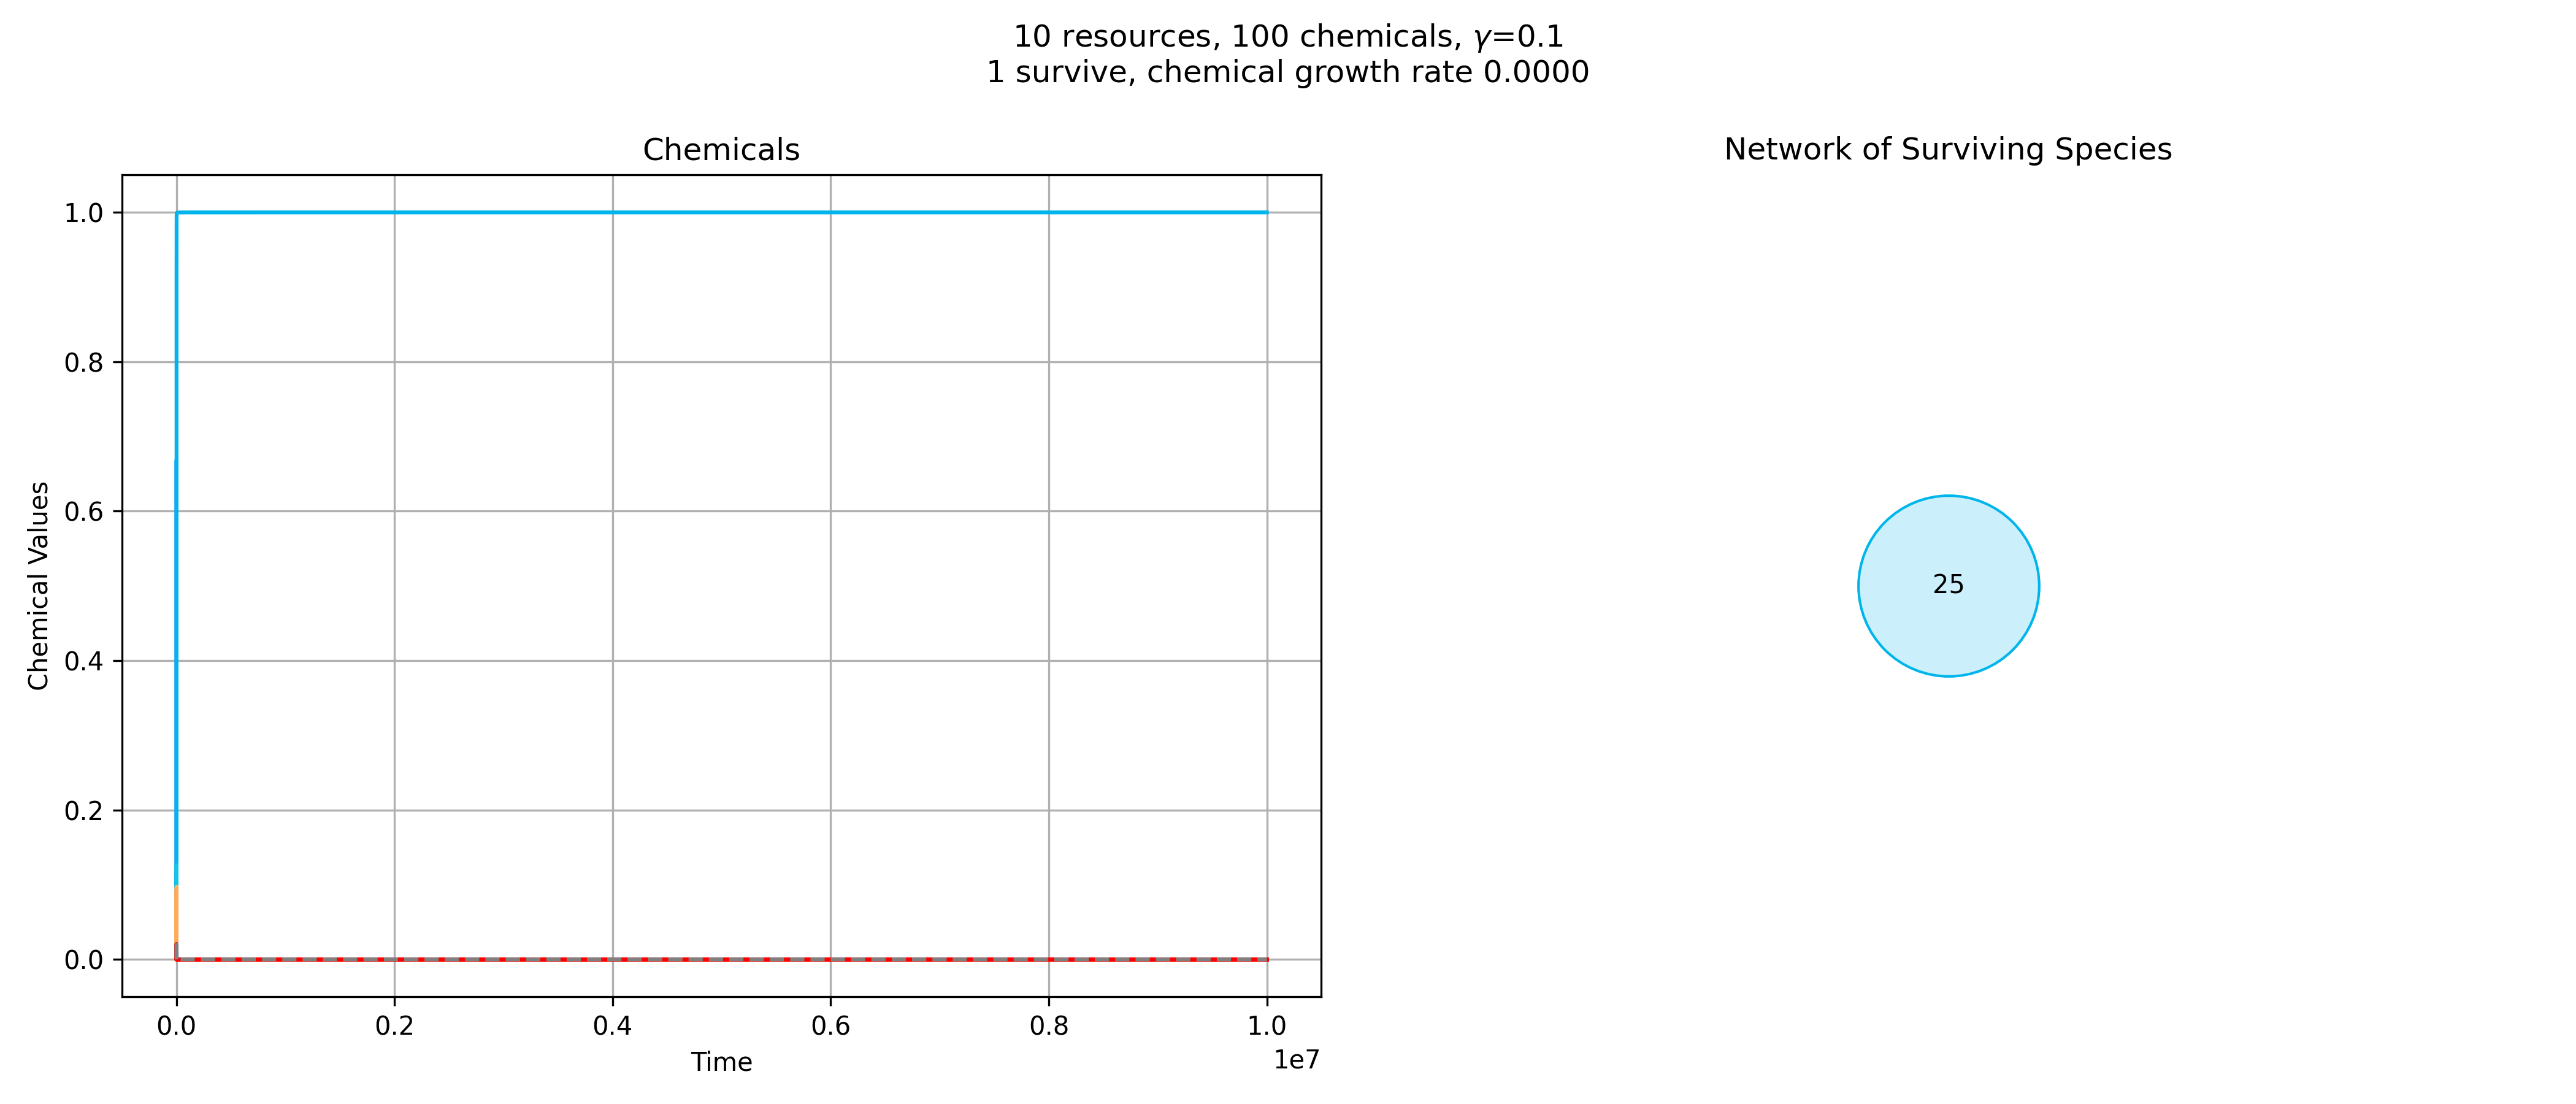 10 resources, 100 chemicals, γ=0.1
1 survive, chemical growth rate 0.0000
Chemicals
Chemical Values
1.0
0.8
0.6
0.4
0.2
0.0
0.0 0.2 0.4 0.6 0.8 1.0
1e7
Time
Network of Surviving Species
25